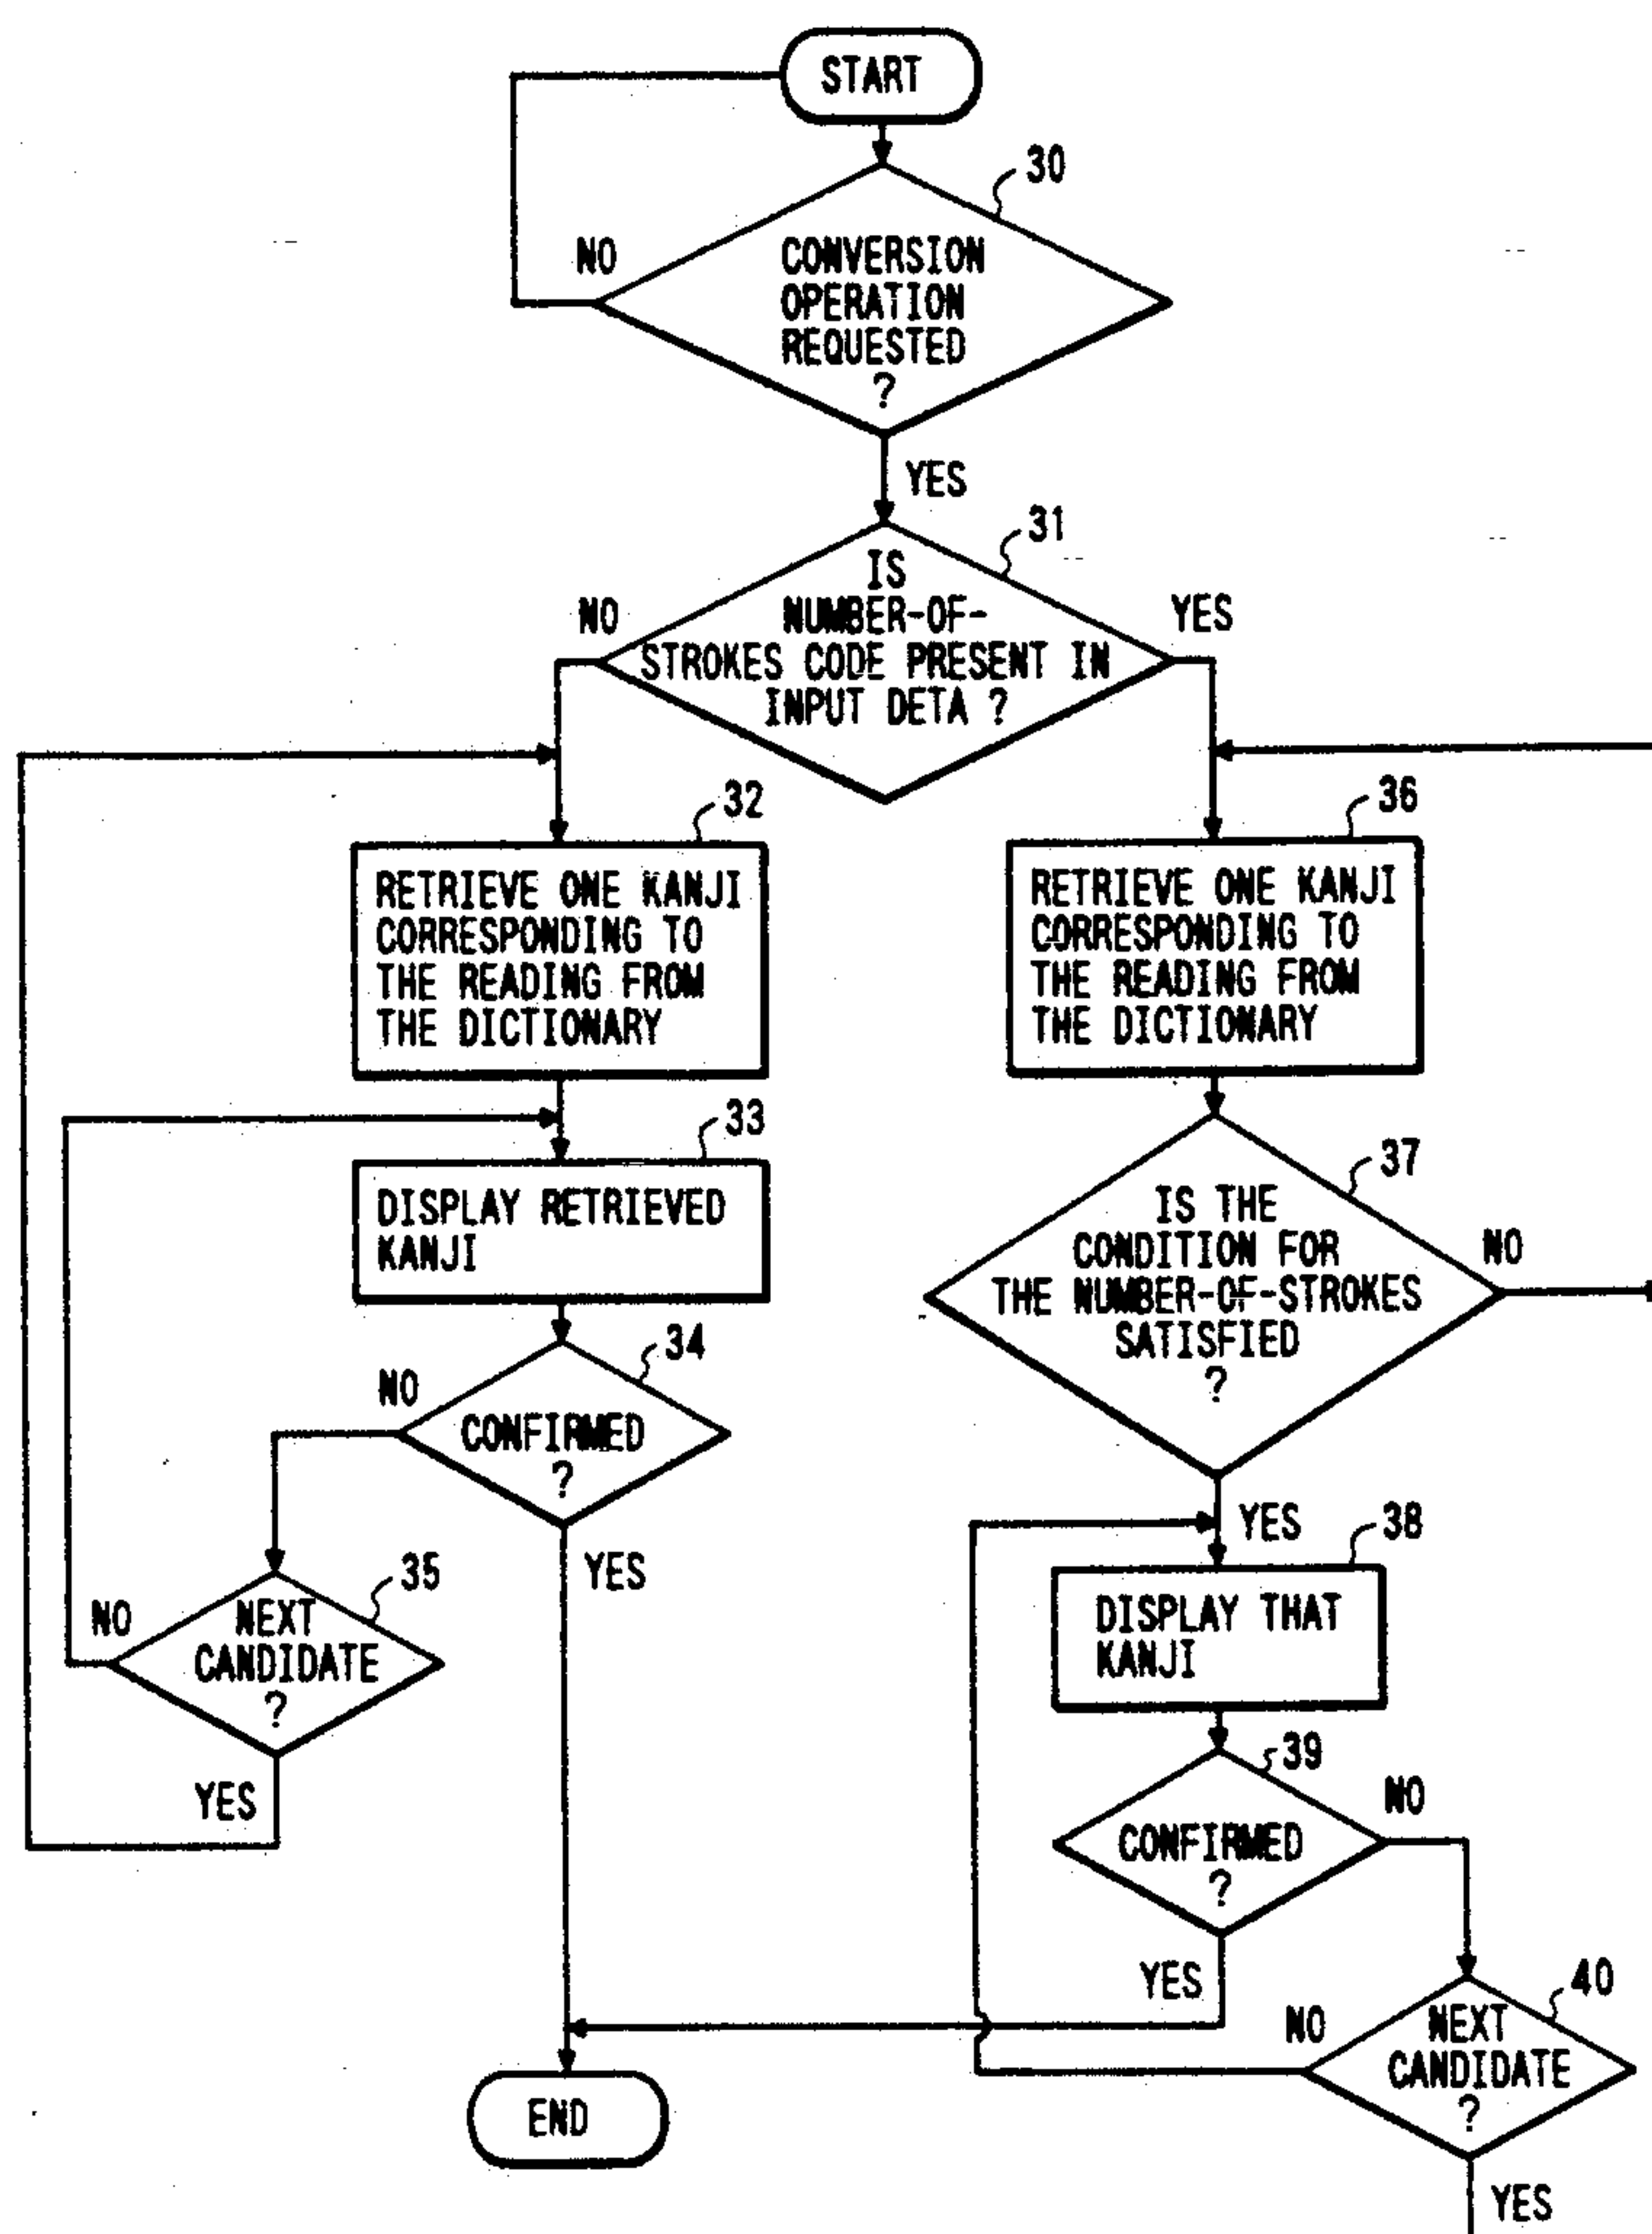 START
30
NO
CONVERSION
OPERATION
REQUESTED
?
YES
31
IS
NUMBER-OF-
STROKES CODE PRESENT IN
INPUT DETA ?
NO
YES
32
RETRIEVE ONE KANJI
CORRESPONDING TO
THE READING FROM
THE DICTIONARY
33
DISPLAY RETRIEVED
KANJI
34
NO
CONFIRMED
?
YES
35
NO
NEXT
CANDIDATE
?
YES
36
RETRIEVE ONE KANJI
CORRESPONDING TO
THE READING FROM
THE DICTIONARY
37
IS THE
CONDITION FOR
THE NUMBER-OF-STROKES
SATISFIED
?
NO
YES
38
DISPLAY THAT
KANJI
39
NO
CONFIRMED
?
YES
40
NO
NEXT
CANDIDATE
?
YES
END